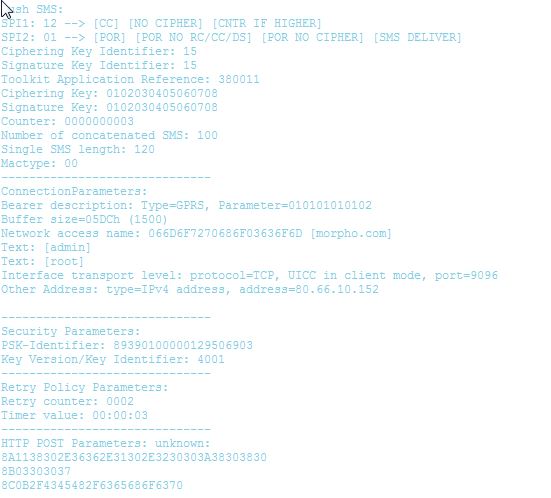 Push SMS:
SPI1: 12 --> [CC] [NO CIPHER] [CNTR IF HIGHER]
SPI2: 01 --> [POR] [POR NO RC/CC/DS] [POR NO CIPHER] [SMS DELIVER]
Ciphering Key Identifier: 15
Signature Key Identifier: 15
Toolkit Application Reference: 380011
Ciphering Key: 0102030405060708
Signature Key: 0102030405060708
Counter: 0000000003
Number of concatenated SMS: 100
Single SMS length: 120
Mactype: 00
------------------------------
ConnectionParameters:
Bearer description: Type=GPRS, Parameter=010101010102
Buffer size=05DCh (1500)
Network access name: 066D6F7270686F03636F6D [morpho.com]
Text: [admin]
Text: [root]
Interface transport level: protocol=TCP, UICC in client mode, port=9096
Other Address: type=IPv4 address, address=80.66.10.152
------------------------------
Security Parameters:
PSK-Identifier: 89390100000129506903
Key Version/Key Identifier: 4001
------------------------------
Retry Policy Parameters:
Retry counter: 0002
Timer value: 00:00:03
------------------------------
HTTP POST Parameters: unknown:
8A1138302E36362E31302E3230303A38303830
8B03303037
8C0B2F4345482F6365686F6370